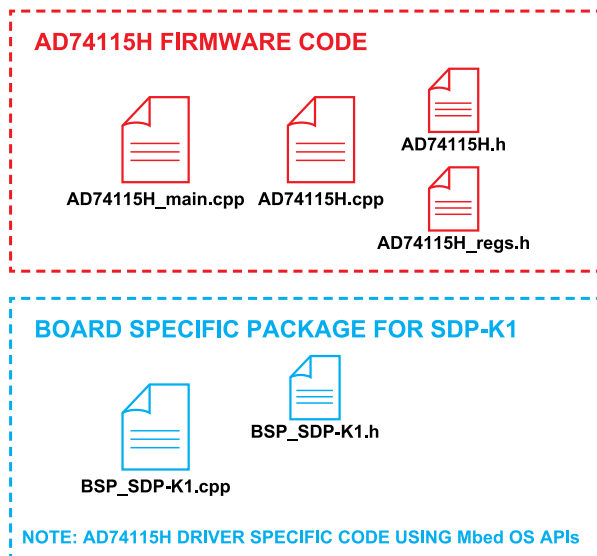 AD74115H FIRMWARE CODE
AD74115H.h
AD74115H_main.cpp AD74115H.cpp
AD74115H_regs.h
BOARD SPECIFIC PACKAGE FOR SDP-K1
BSP_SDP-K1.h
BSP_SDP-K1.cpp
NOTE: AD74115H DRIVER SPECIFIC CODE USING Mbed OS APIs